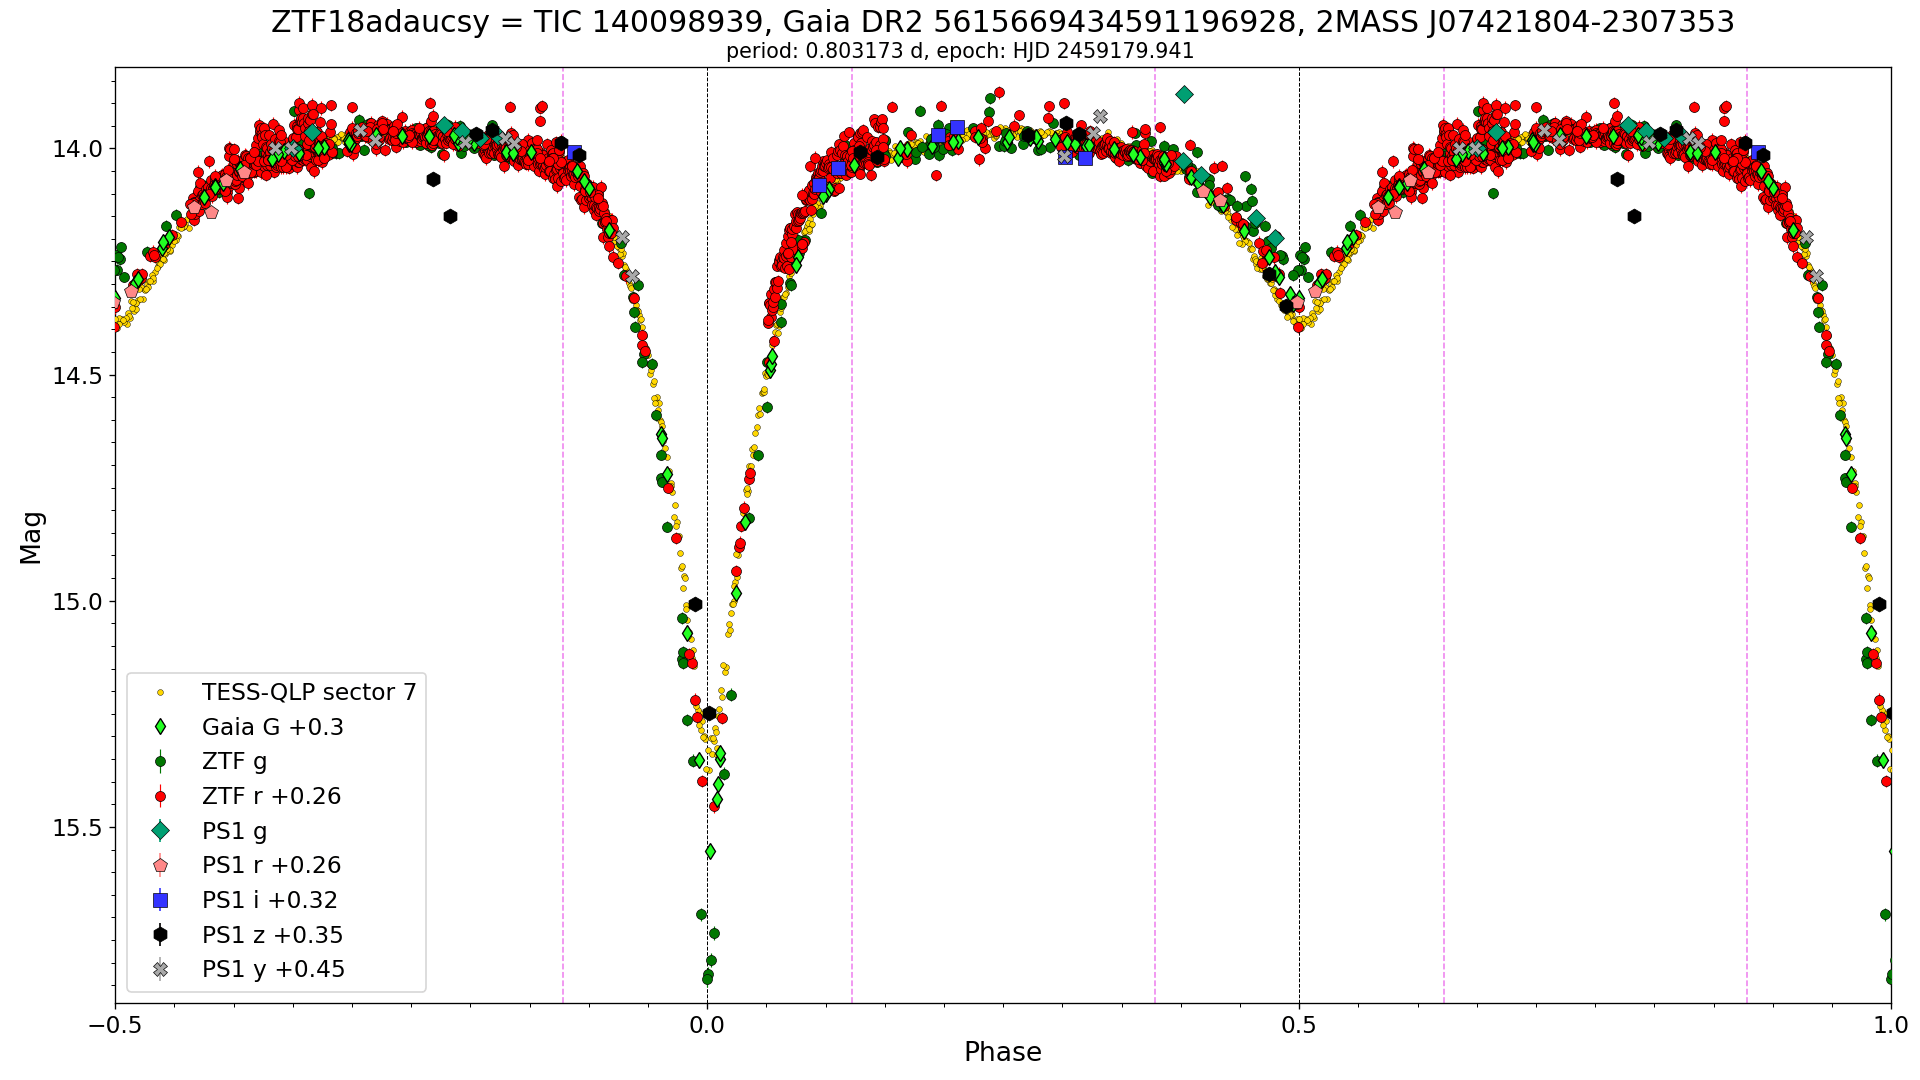 ZTF18adaucsy = TIC 140098939, Gaia DR2 5615669434591196928, 2MASS J07421804-2307353
period: 0.803173 d, epoch: HJD 2459179.941
Mag
14.0
14.5
15.0
15.5
TESS-QLP sector 7
Gaia G +0.3
ZTF g
ZTF r +0.26
PS1 g
PS1 r +0.26
PS1 i +0.32
PS1 z +0.35
PS1 y +0.45
−0.5 0.0 0.5 1.0
Phase